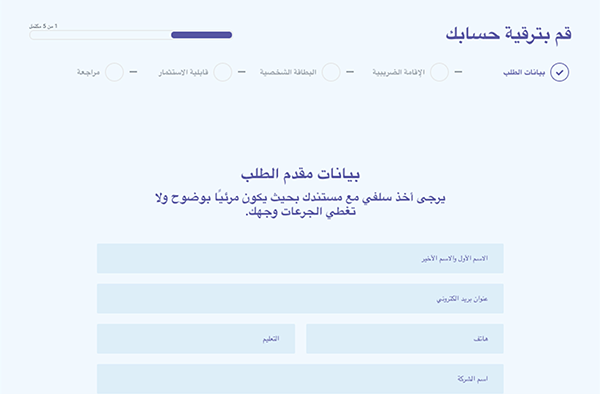 قم بترقية حسابك
1 من 5 مكتمل
بيانات الطلب
الإقامة الضريبية
البطاقة الشخصية
قابلية الإستثمار
مراجعة
بيانات مقدم الطلب
يرجى أخذ سلفي مع مستندك بحيث يكون مرئيًا بوضوح ولا
تغطي الجرعات وجهك.
الاسم الأول والاسم الأخير
عنوان بريد الكتروني
هاتف
التعليم
اسم الشركة